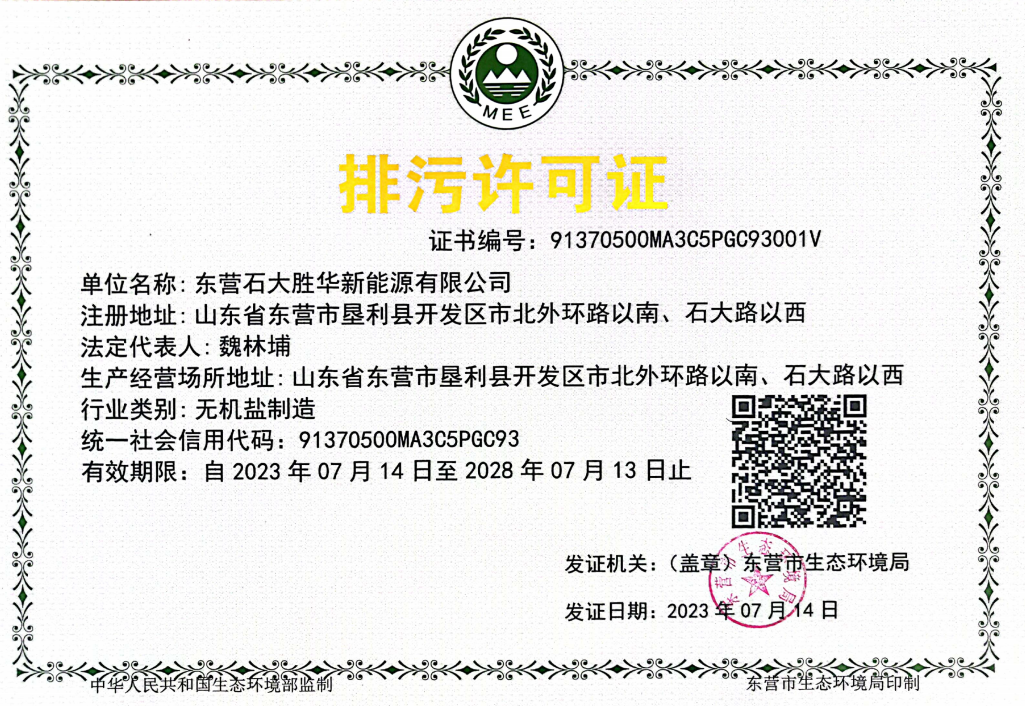 MEE
排污许可证
证书编号：91370500MA3C5PGC93001V
单位名称：东营石大胜华新能源有限公司
注册地址：山东省东营市垦利县开发区市北外环路以南、石大路以西
法定代表人：魏林埔
生产经营场所地址：山东省东营市垦利县开发区市北外环路以南、石大路以西
行业类别：无机盐制造
统一社会信用代码：91370500MA3C5PGC93
有效期限：自 2023 年 07 月 14 日至 2028 年 07 月 13 日止
发证机关：（盖章）东营市生态环境局
东营市生态环境局
发证日期：2023 年 07 月 14 日
中华人民共和国生态环境部监制
东营市生态环境局印制